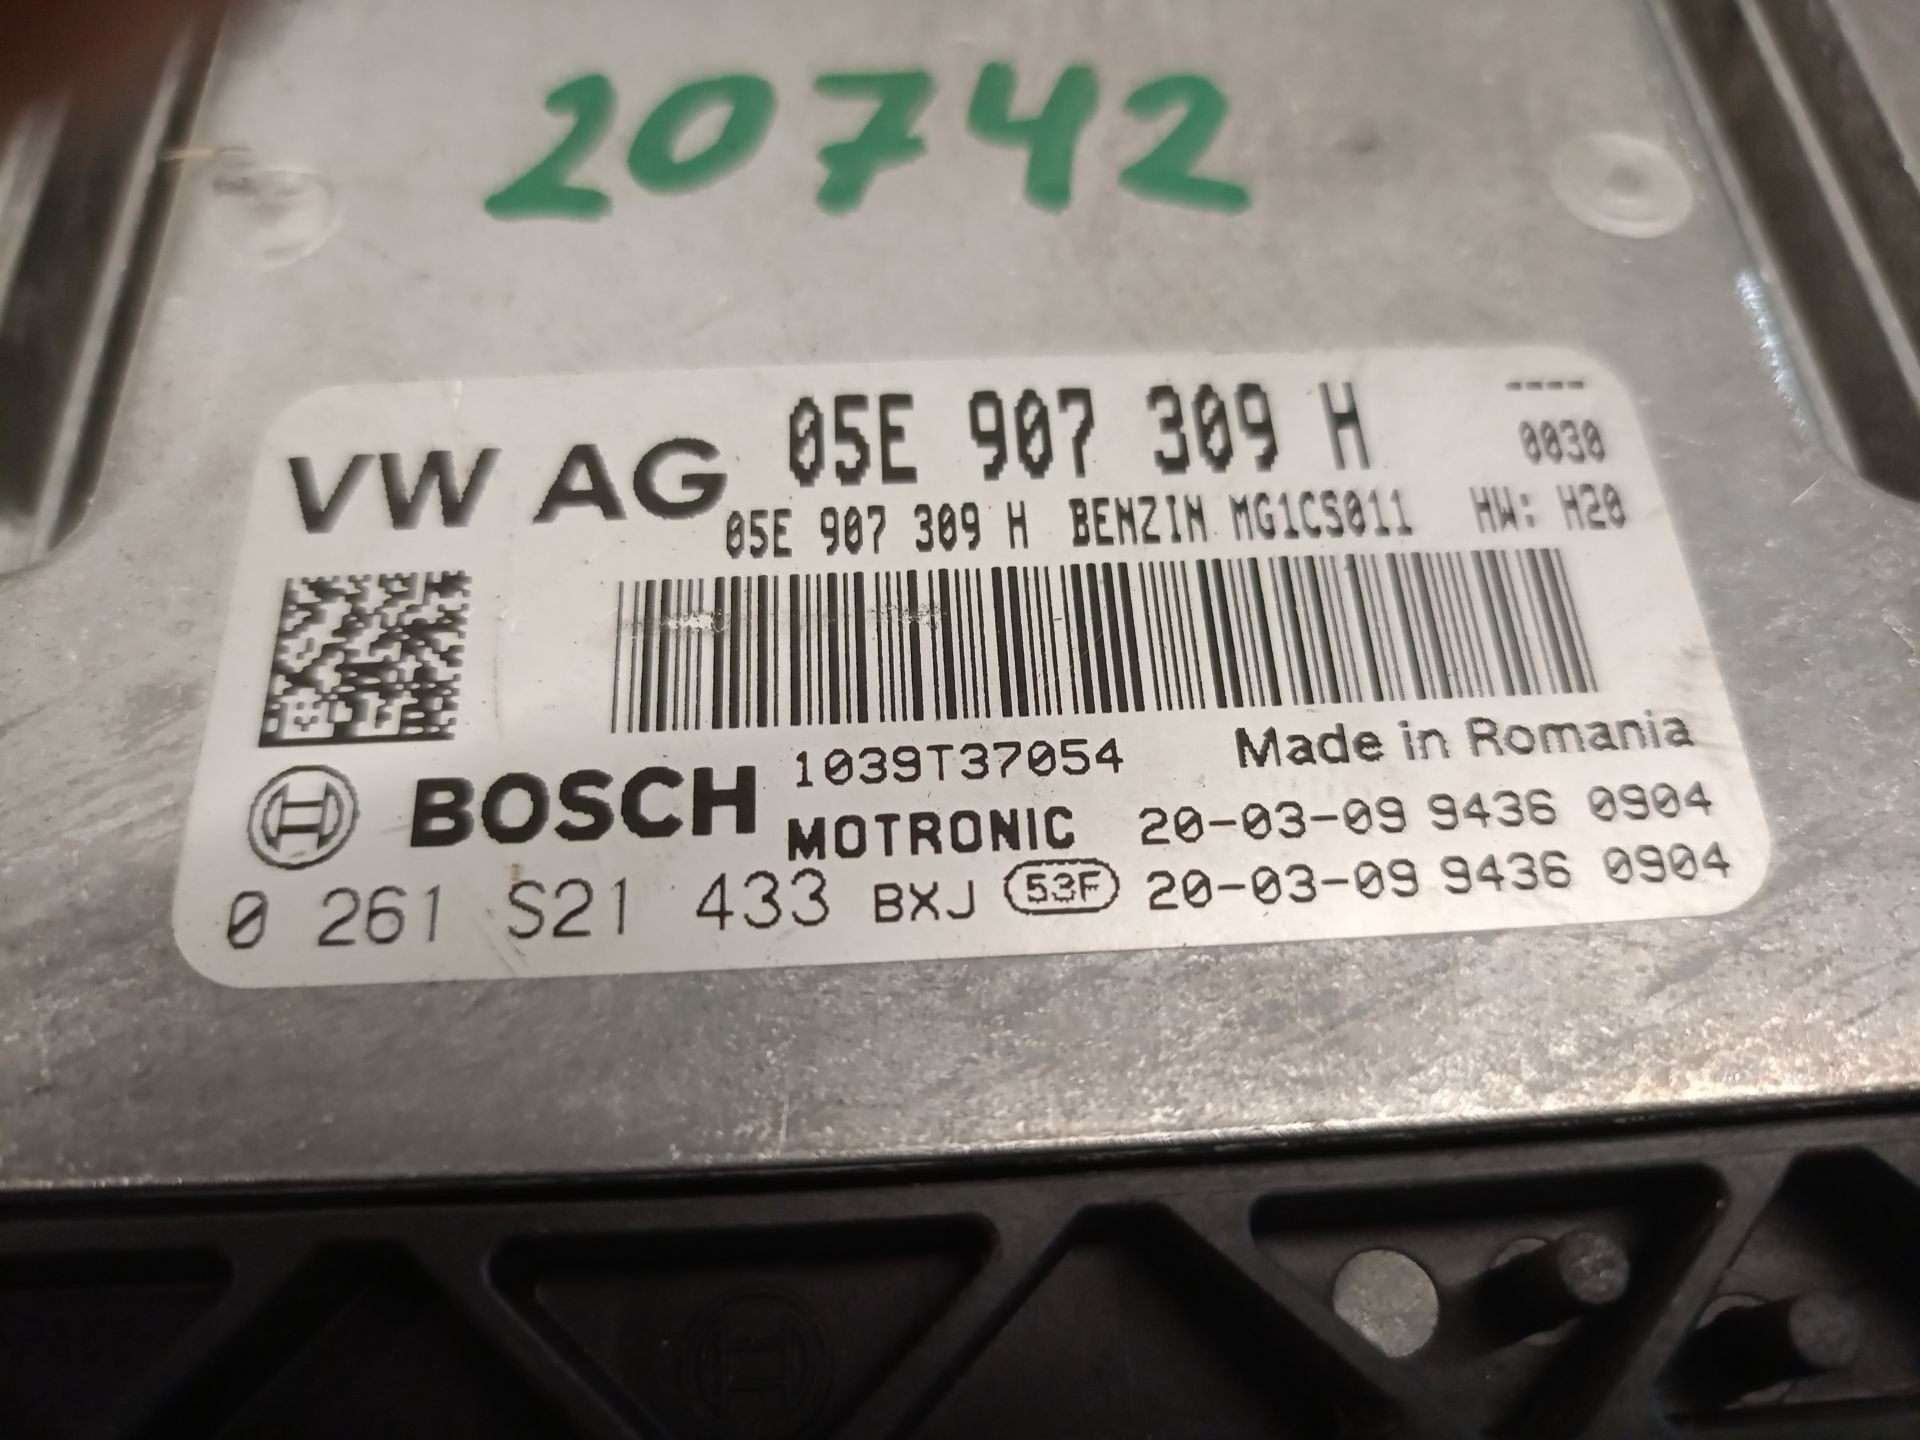 20742
VW AG 05E 907 309 H ----
0030
05E 907 309 H BENZIN MG1CS011 HW: H20
BOSCH 1039T37054 Made in Romania
MOTRONIC 20-03-09 9436 0904
0 261 S21 433 BXJ 53F 20-03-09 9436 0904